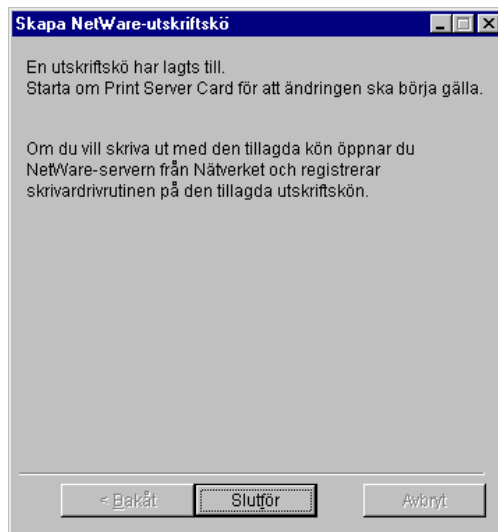 Skapa NetWare-utskriftskö
En utskriftskö har lagts till.
Starta om Print Server Card för att ändringen ska börja gälla.
Om du vill skriva ut med den tillagda kön öppnar du
NetWare-servern från Nätverket och registrerar
skrivardrivrutinen på den tillagda utskriftskön.
< Bakåt
Slutför
Avbryt